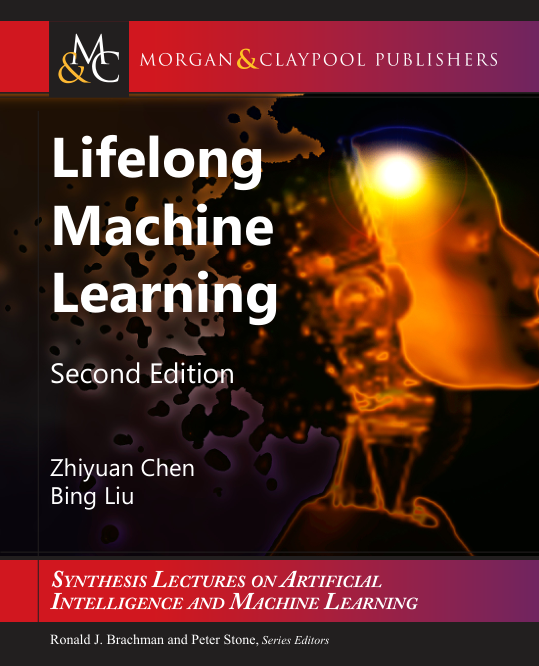 M
&C
MORGAN&CLAYPOOL PUBLISHERS
Lifelong
Machine
Learning
Second Edition
Zhiyuan Chen
Bing Liu
SYNTHESIS LECTURES ON ARTIFICIAL
INTELLIGENCE AND MACHINE LEARNING
Ronald J. Brachman and Peter Stone, Series Editors